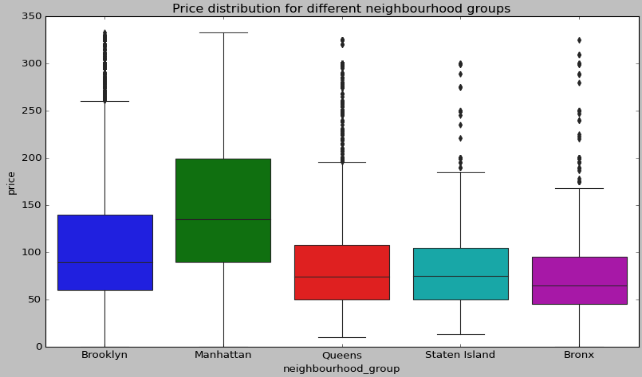 Price distribution for different neighbourhood groups
350
300
250
200
150
100
50
0
price
Brooklyn Manhattan Queens Staten Island Bronx
neighbourhood_group